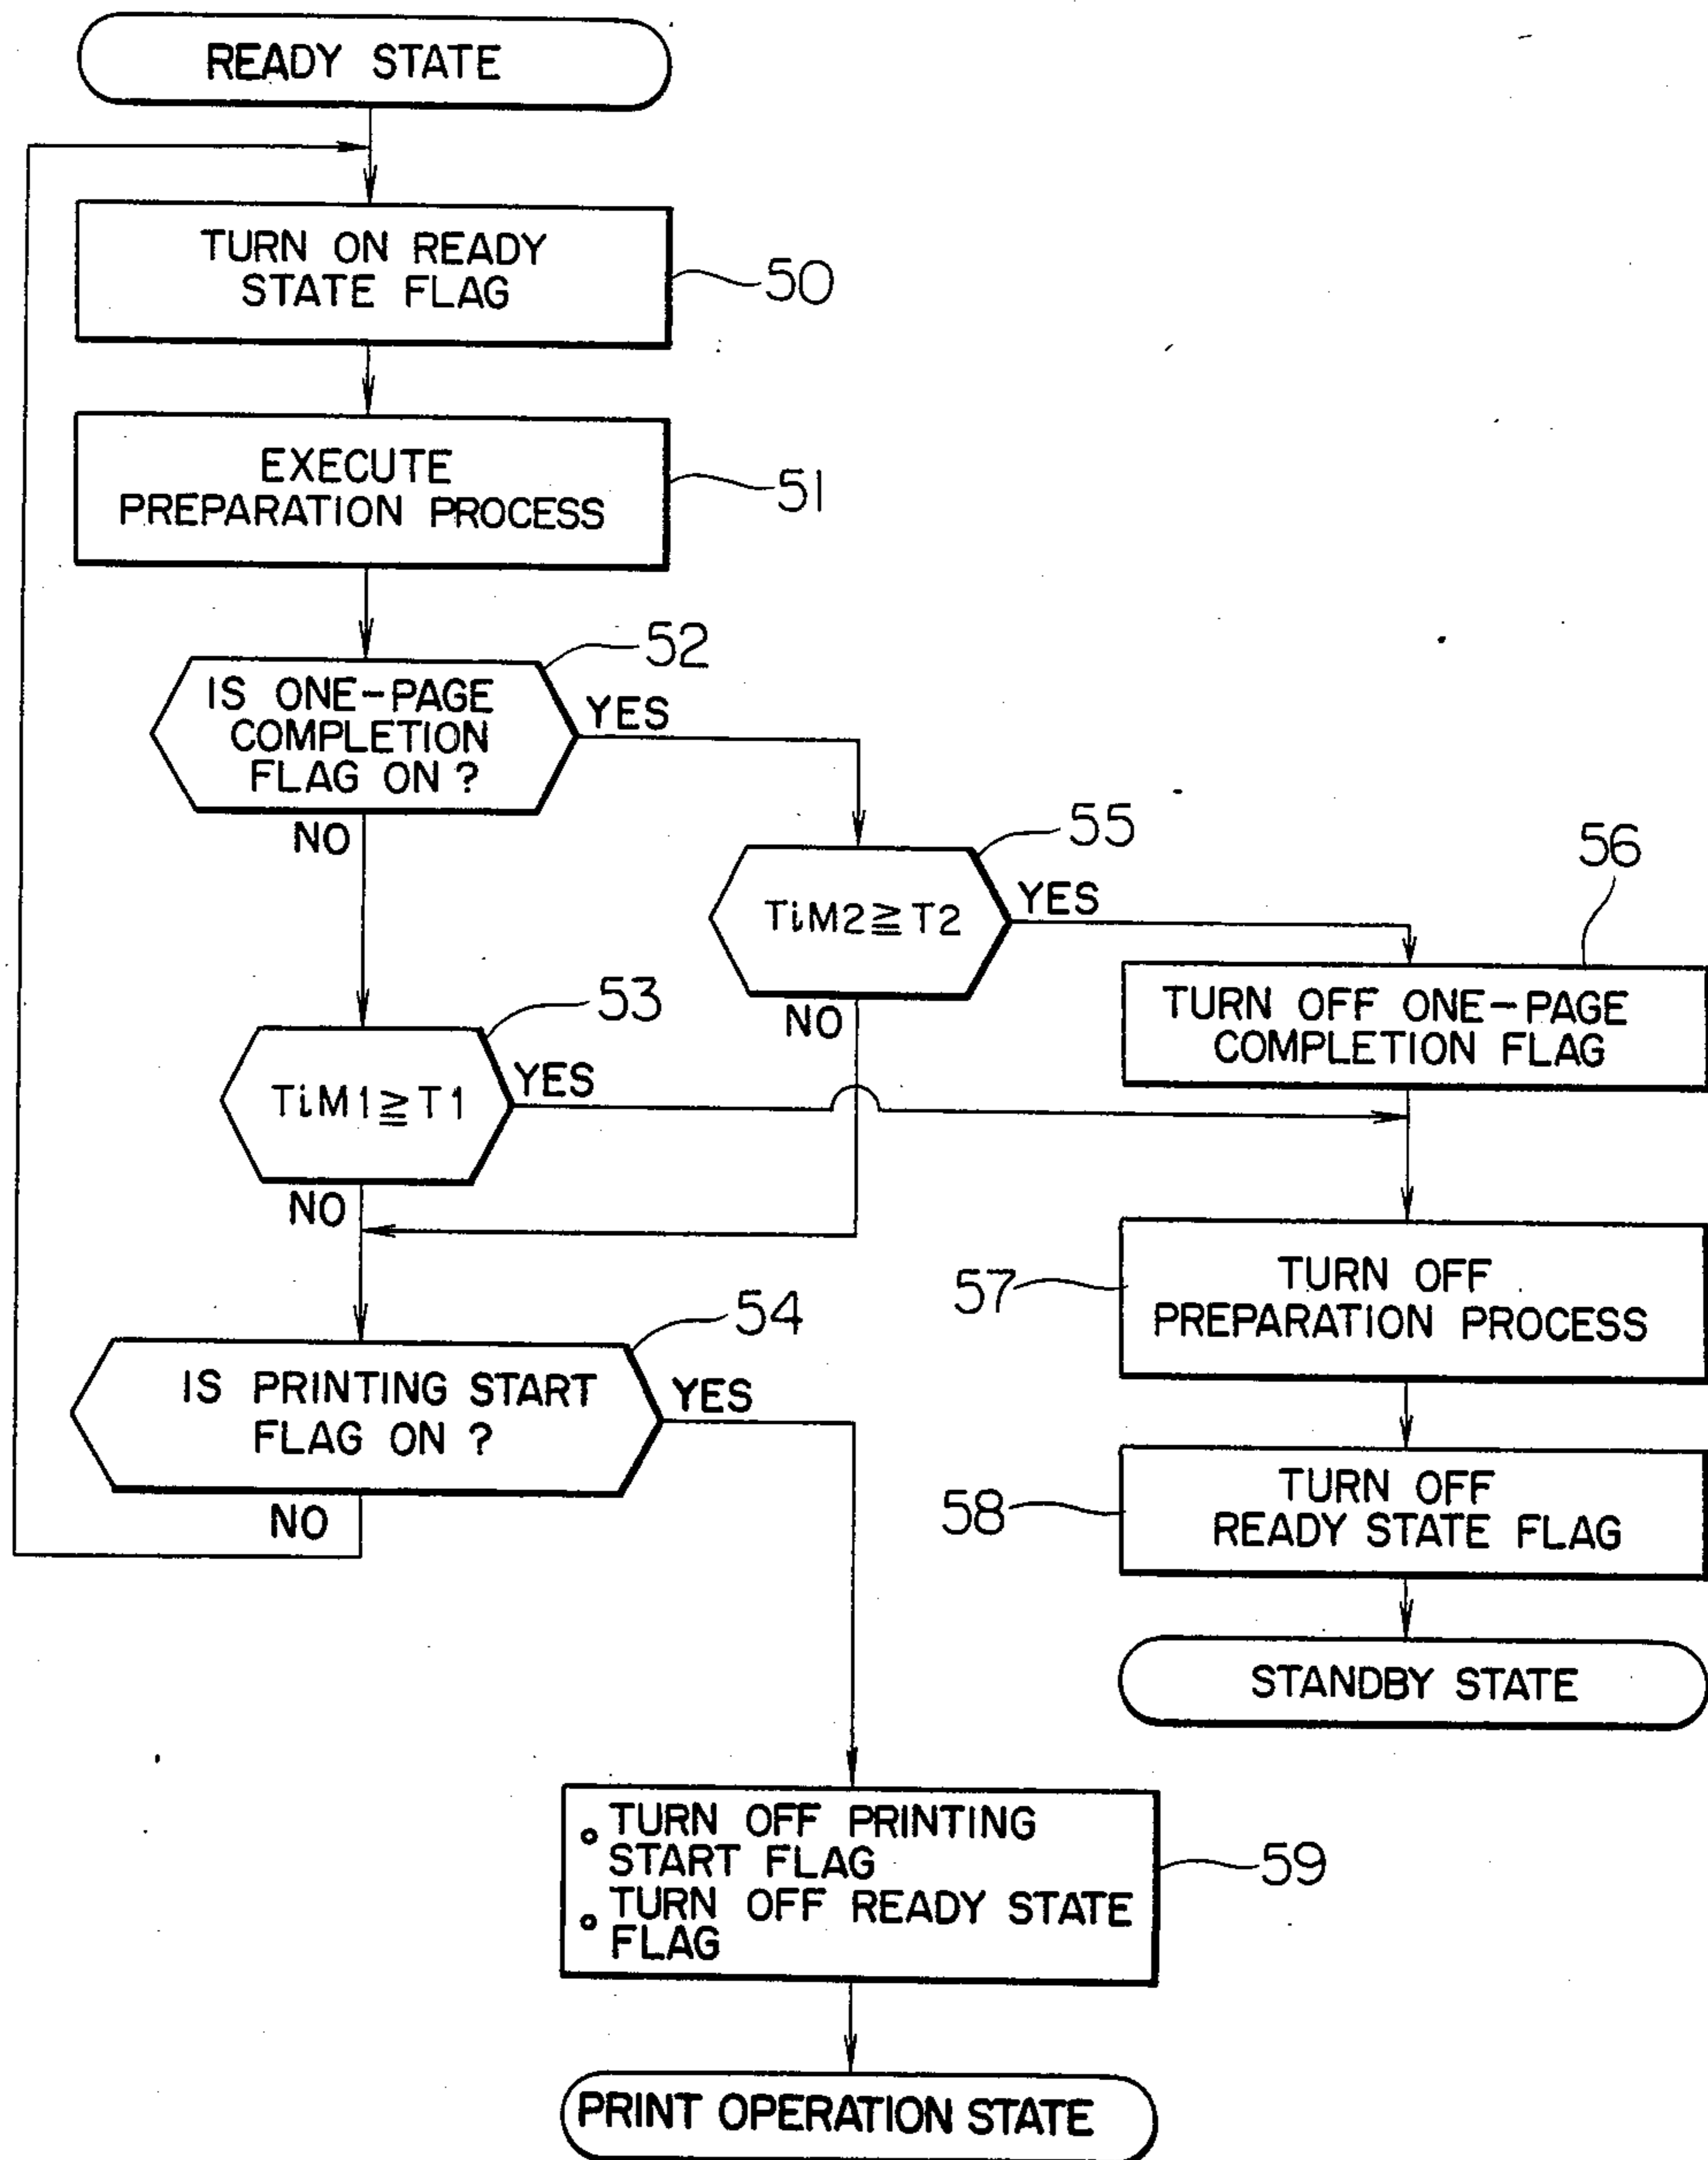 READY STATE
TURN ON READY
STATE FLAG
50
EXECUTE
PREPARATION PROCESS
51
52
IS ONE-PAGE
COMPLETION
FLAG ON ?
YES
NO
55
TiM2≧T2
YES
NO
56
TURN OFF ONE-PAGE
COMPLETION FLAG
53
TiM1≧T1
YES
NO
57
TURN OFF
PREPARATION PROCESS
54
IS PRINTING START
FLAG ON ?
YES
NO
58
TURN OFF
READY STATE FLAG
STANDBY STATE
∘ TURN OFF PRINTING
START FLAG
∘ TURN OFF READY STATE
FLAG
59
PRINT OPERATION STATE